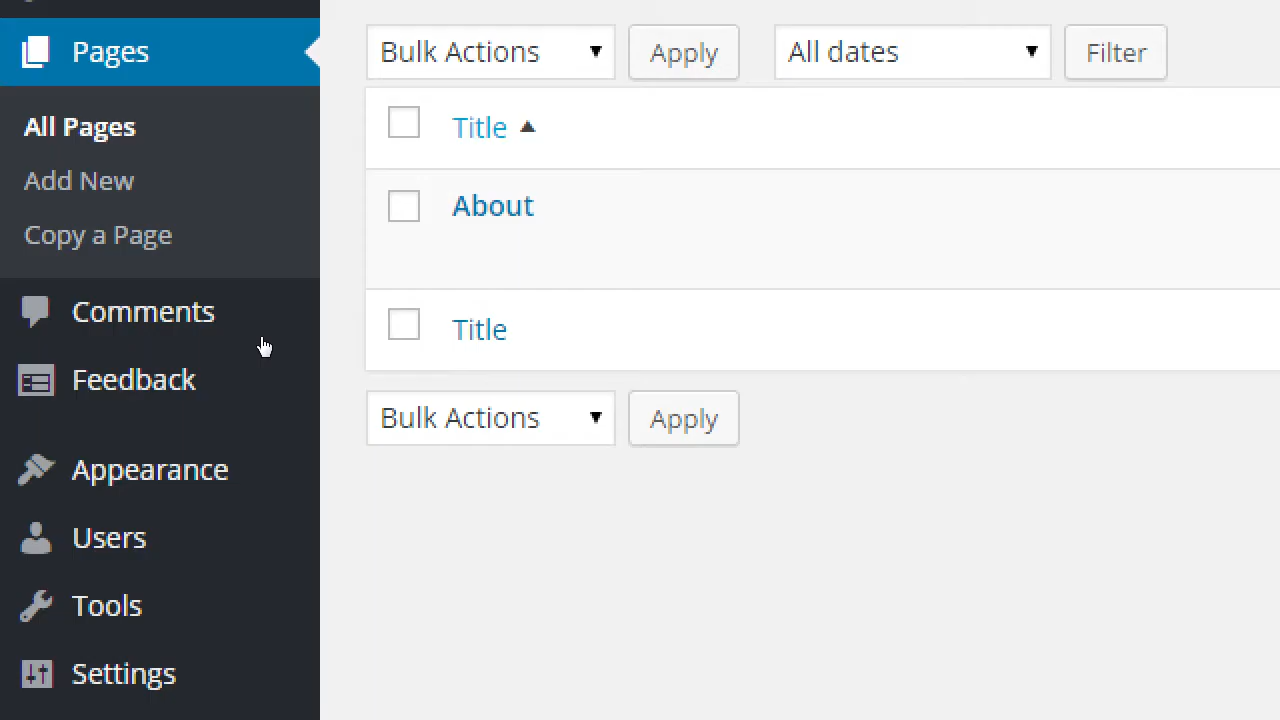 Pages
All Pages
Add New
Copy a Page
Comments
Feedback
Appearance
Users
Tools
Settings
Bulk Actions Apply All dates Filter
Title
About
Title
Bulk Actions Apply